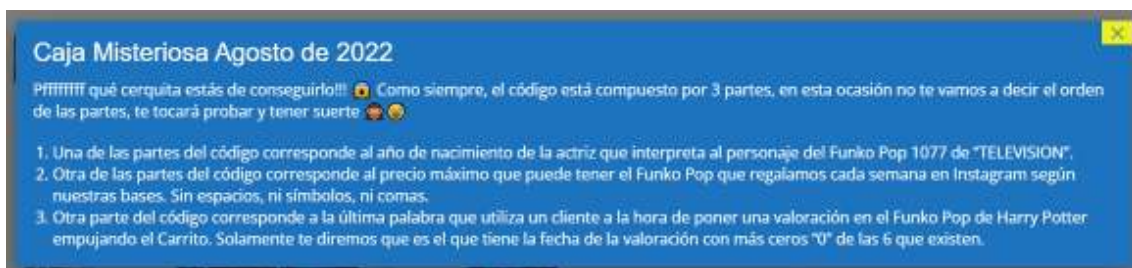 Caja Misteriosa Agosto de 2022
Pffffffff qué cerquita estás de conseguirlo!!! 😱 Como siempre, el código está compuesto por 3 partes, en esta ocasión no te vamos a decir el orden
de las partes, te tocará probar y tener suerte
1. Una de las partes del código corresponde al año de nacimiento de la actriz que interpreta al personaje del Funko Pop 1077 de "TELEVISION".
2. Otra de las partes del código corresponde al precio máximo que puede tener el Funko Pop que regalamos cada semana en Instagram según
nuestras bases. Sin espacios, ni símbolos, ni comas.
3. Otra parte del código corresponde a la última palabra que utiliza un cliente a la hora de poner una valoración en el Funko Pop de Harry Potter
empujando el Carrito. Solamente te diremos que es el que tiene la fecha de la valoración con más ceros "0" de las 6 que existen.